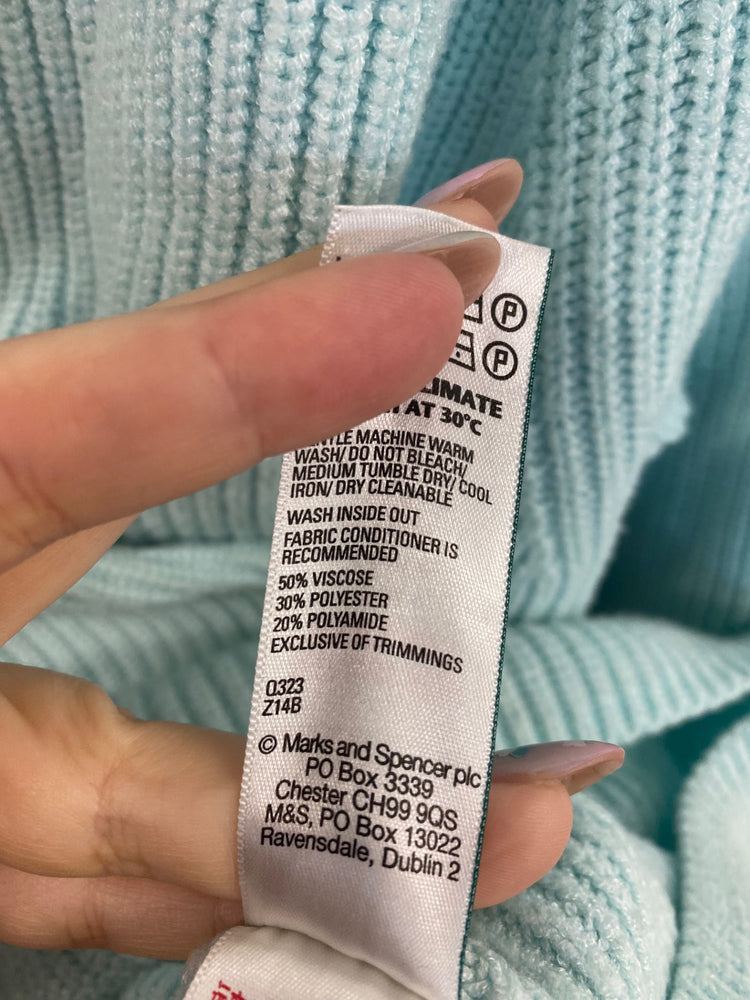 P
P
AT 30°C
MACHINE WARM
WASH/ DO NOT BLEACH/
MEDIUM TUMBLE DRY/ COOL
IRON/ DRY CLEANABLE
WASH INSIDE OUT
FABRIC CONDITIONER IS
RECOMMENDED
50% VISCOSE
30% POLYESTER
20% POLYAMIDE
EXCLUSIVE OF TRIMMINGS
0323
Z14B
© Marks and Spencer plc
PO Box 3339
Chester CH99 9QS
M&S, PO Box 13022
Ravensdale, Dublin 2